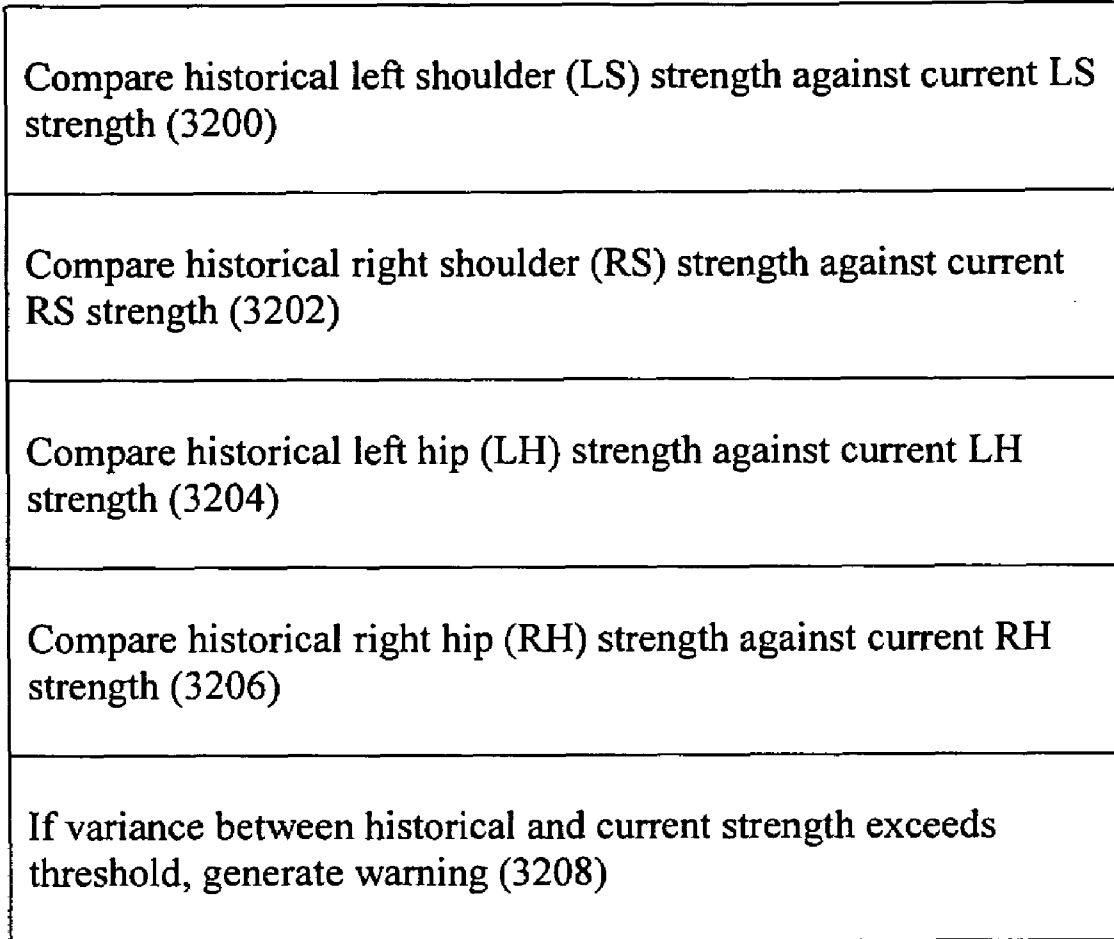 Compare historical left shoulder (LS) strength against current LS
strength (3200)
Compare historical right shoulder (RS) strength against current
RS strength (3202)
Compare historical left hip (LH) strength against current LH
strength (3204)
Compare historical right hip (RH) strength against current RH
strength (3206)
If variance between historical and current strength exceeds
threshold, generate warning (3208)